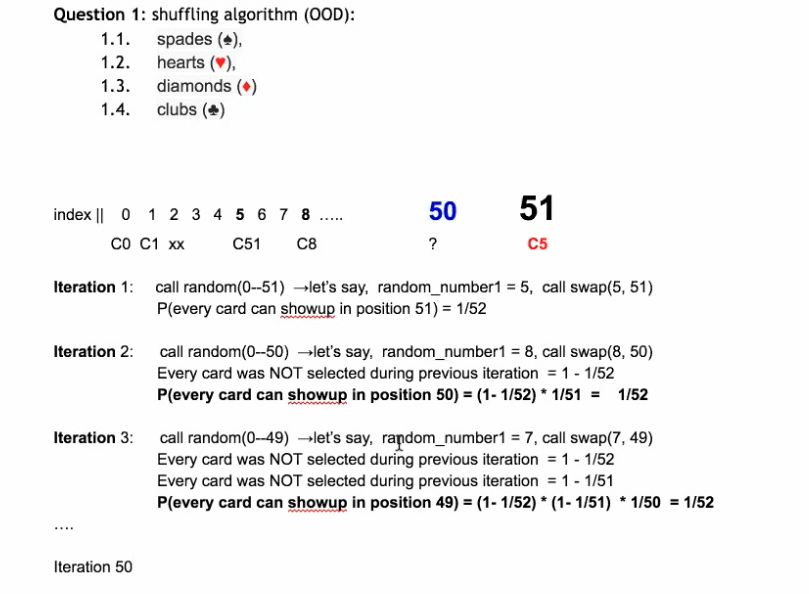 Question 1: shuffling algorithm (OOD):
1.1. spades (♠),
1.2. hearts (♥),
1.3. diamonds (♦)
1.4. clubs (♣)
index || 0 1 2 3 4 5 6 7 8 ..... 50 51
C0 C1 xx C51 C8 ? C5
Iteration 1: call random(0--51) →let's say, random_number1 = 5, call swap(5, 51)
P(every card can showup in position 51) = 1/52
Iteration 2: call random(0--50) →let's say, random_number1 = 8, call swap(8, 50)
Every card was NOT selected during previous iteration = 1 - 1/52
P(every card can showup in position 50) = (1- 1/52) * 1/51 = 1/52
Iteration 3: call random(0--49) →let's say, random_number1 = 7, call swap(7, 49)
Every card was NOT selected during previous iteration = 1 - 1/52
Every card was NOT selected during previous iteration = 1 - 1/51
P(every card can showup in position 49) = (1- 1/52) * (1- 1/51) * 1/50 = 1/52
....
Iteration 50